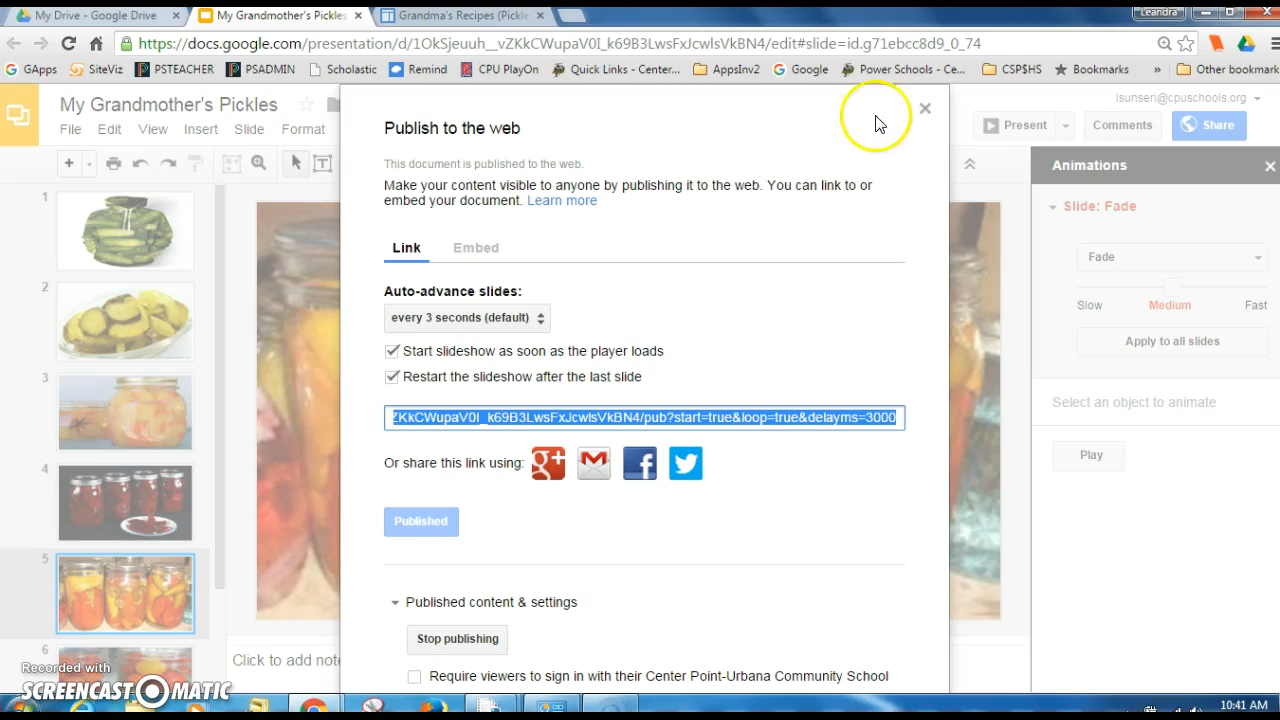 My Drive - Google Drive
My Grandmother's Pickles
Grandma's Recipes (Pickle
Leandra
https://docs.google.com/presentation/d/1OkSjeuuh__vZKkCWupaV0I_k69B3LwsFxJcwlsVkBN4/edit#slide=id.g71ebcc8d9_0_74
GApps
SiteViz
PSTEACHER
PSADMIN
Scholastic
Remind
CPU PlayOn
Quick Links - Center...
AppsInv2
Google
Power Schools - Ce...
CSP$HS
Bookmarks
»
Other bookmark
My Grandmother's Pickles
lsunseri@cpuschools.org
File Edit View Insert Slide Format
Present
Comments
Share
Publish to the web
This document is published to the web.
Make your content visible to anyone by publishing it to the web. You can link to or
embed your document. Learn more
Link
Embed
Auto-advance slides:
every 3 seconds (default)
Start slideshow as soon as the player loads
Restart the slideshow after the last slide
ZKkCWupaV0I_k69B3LwsFxJcwlsVkBN4/pub?start=true&loop=true&delayms=3000
Or share this link using:
g+
M
f
Published
Published content & settings
Stop publishing
Require viewers to sign in with their Center Point-Urbana Community School
Animations
Slide: Fade
Fade
Slow
Medium
Fast
Apply to all slides
Select an object to animate
Play
1
2
3
4
5
6
Click to add note
Recorded with
SCREENCAST MATIC
10:41 AM